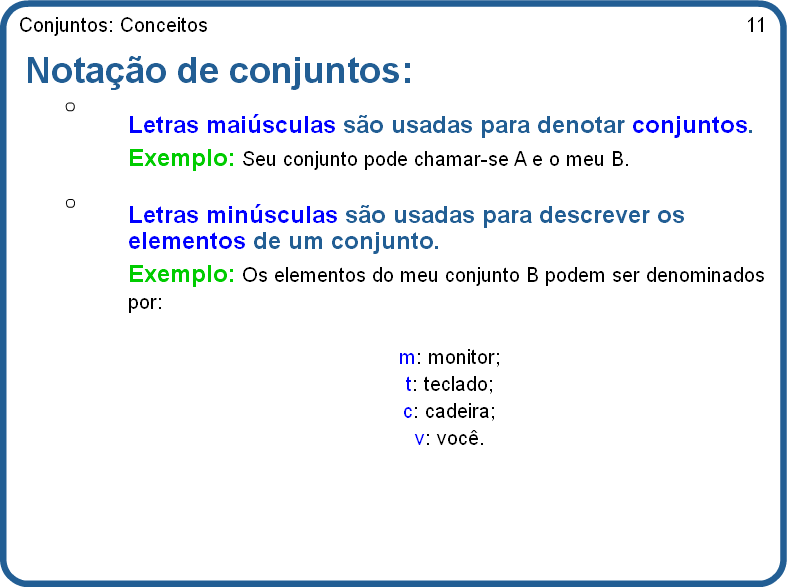 Conjuntos: Conceitos 11
Notação de conjuntos:
Letras maiúsculas são usadas para denotar conjuntos.
Exemplo: Seu conjunto pode chamar-se A e o meu B.
Letras minúsculas são usadas para descrever os
elementos de um conjunto.
Exemplo: Os elementos do meu conjunto B podem ser denominados
por:
m: monitor;
t: teclado;
c: cadeira;
v: você.